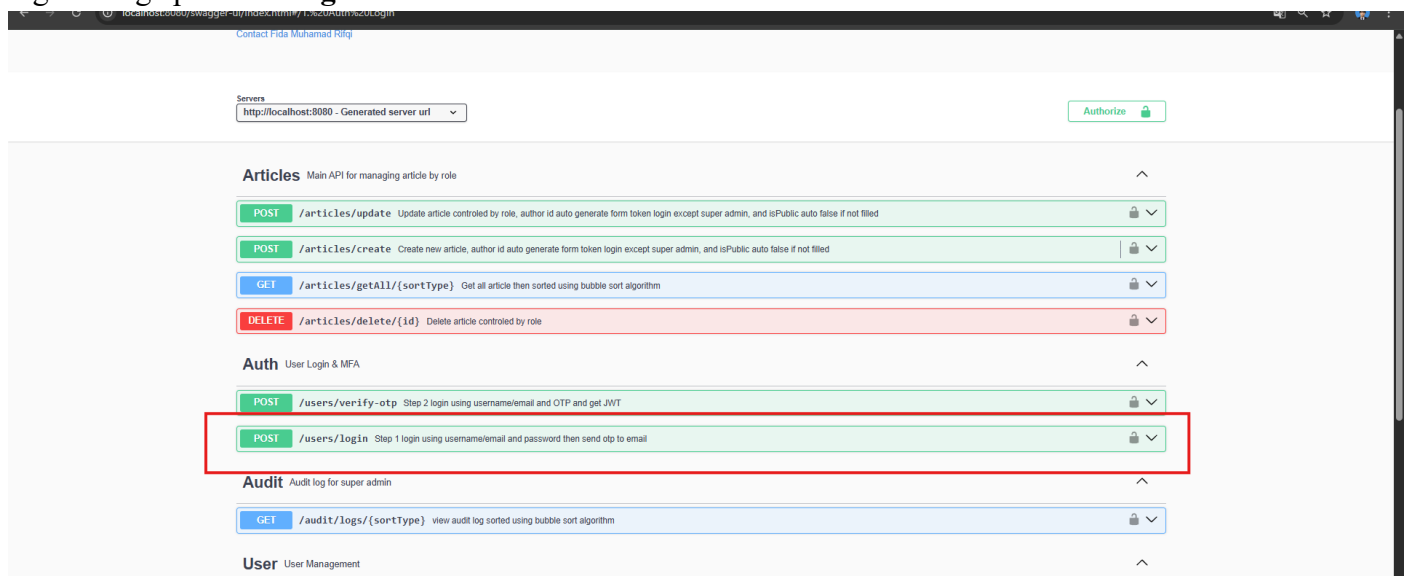 localhost:8080/swagger-ui/index.html#/1.%20Auth%20Login
Contact Fida Muhamad Rifqi
Servers
http://localhost:8080 - Generated server url
Authorize
Articles Main API for managing article by role
POST /articles/update Update article controled by role, author id auto generate form token login except super admin, and isPublic auto false if not filled
POST /articles/create Create new article, author id auto generate form token login except super admin, and isPublic auto false if not filled
GET /articles/getAll/{sortType} Get all article then sorted using bubble sort algorithm
DELETE /articles/delete/{id} Delete article controled by role
Auth User Login & MFA
POST /users/verify-otp Step 2 login using username/email and OTP and get JWT
POST /users/login Step 1 login using username/email and password then send otp to email
Audit Audit log for super admin
GET /audit/logs/{sortType} view audit log sorted using bubble sort algorithm
User User Management